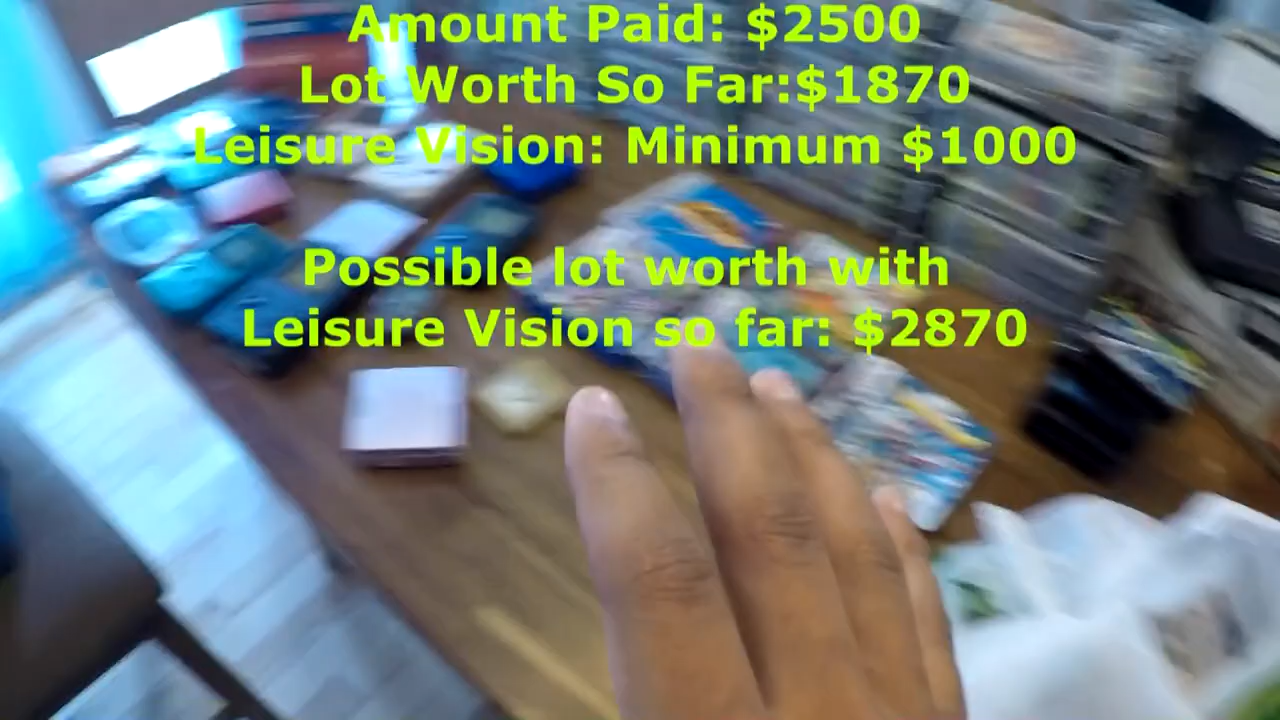 Amount Paid: $2500
Lot Worth So Far:$1870
Leisure Vision: Minimum $1000
Possible lot worth with
Leisure Vision so far: $2870